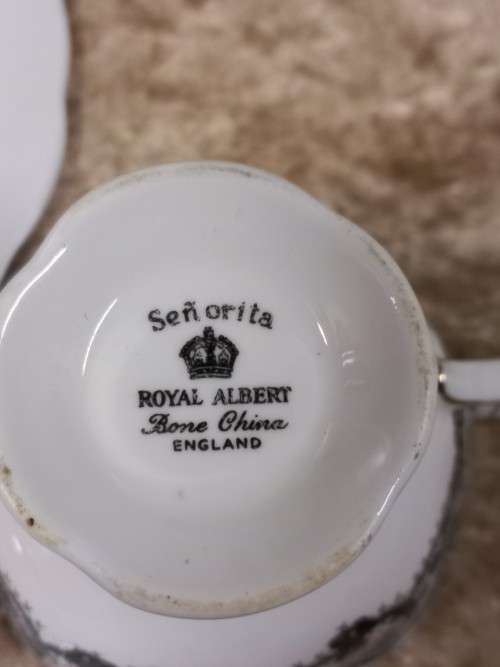 Señorita
ROYAL ALBERT
Bone China
ENGLAND